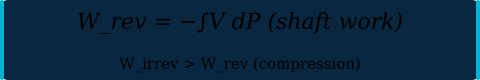 W_rev = −∫V dP (shaft work)
W_irrev > W_rev (compression)